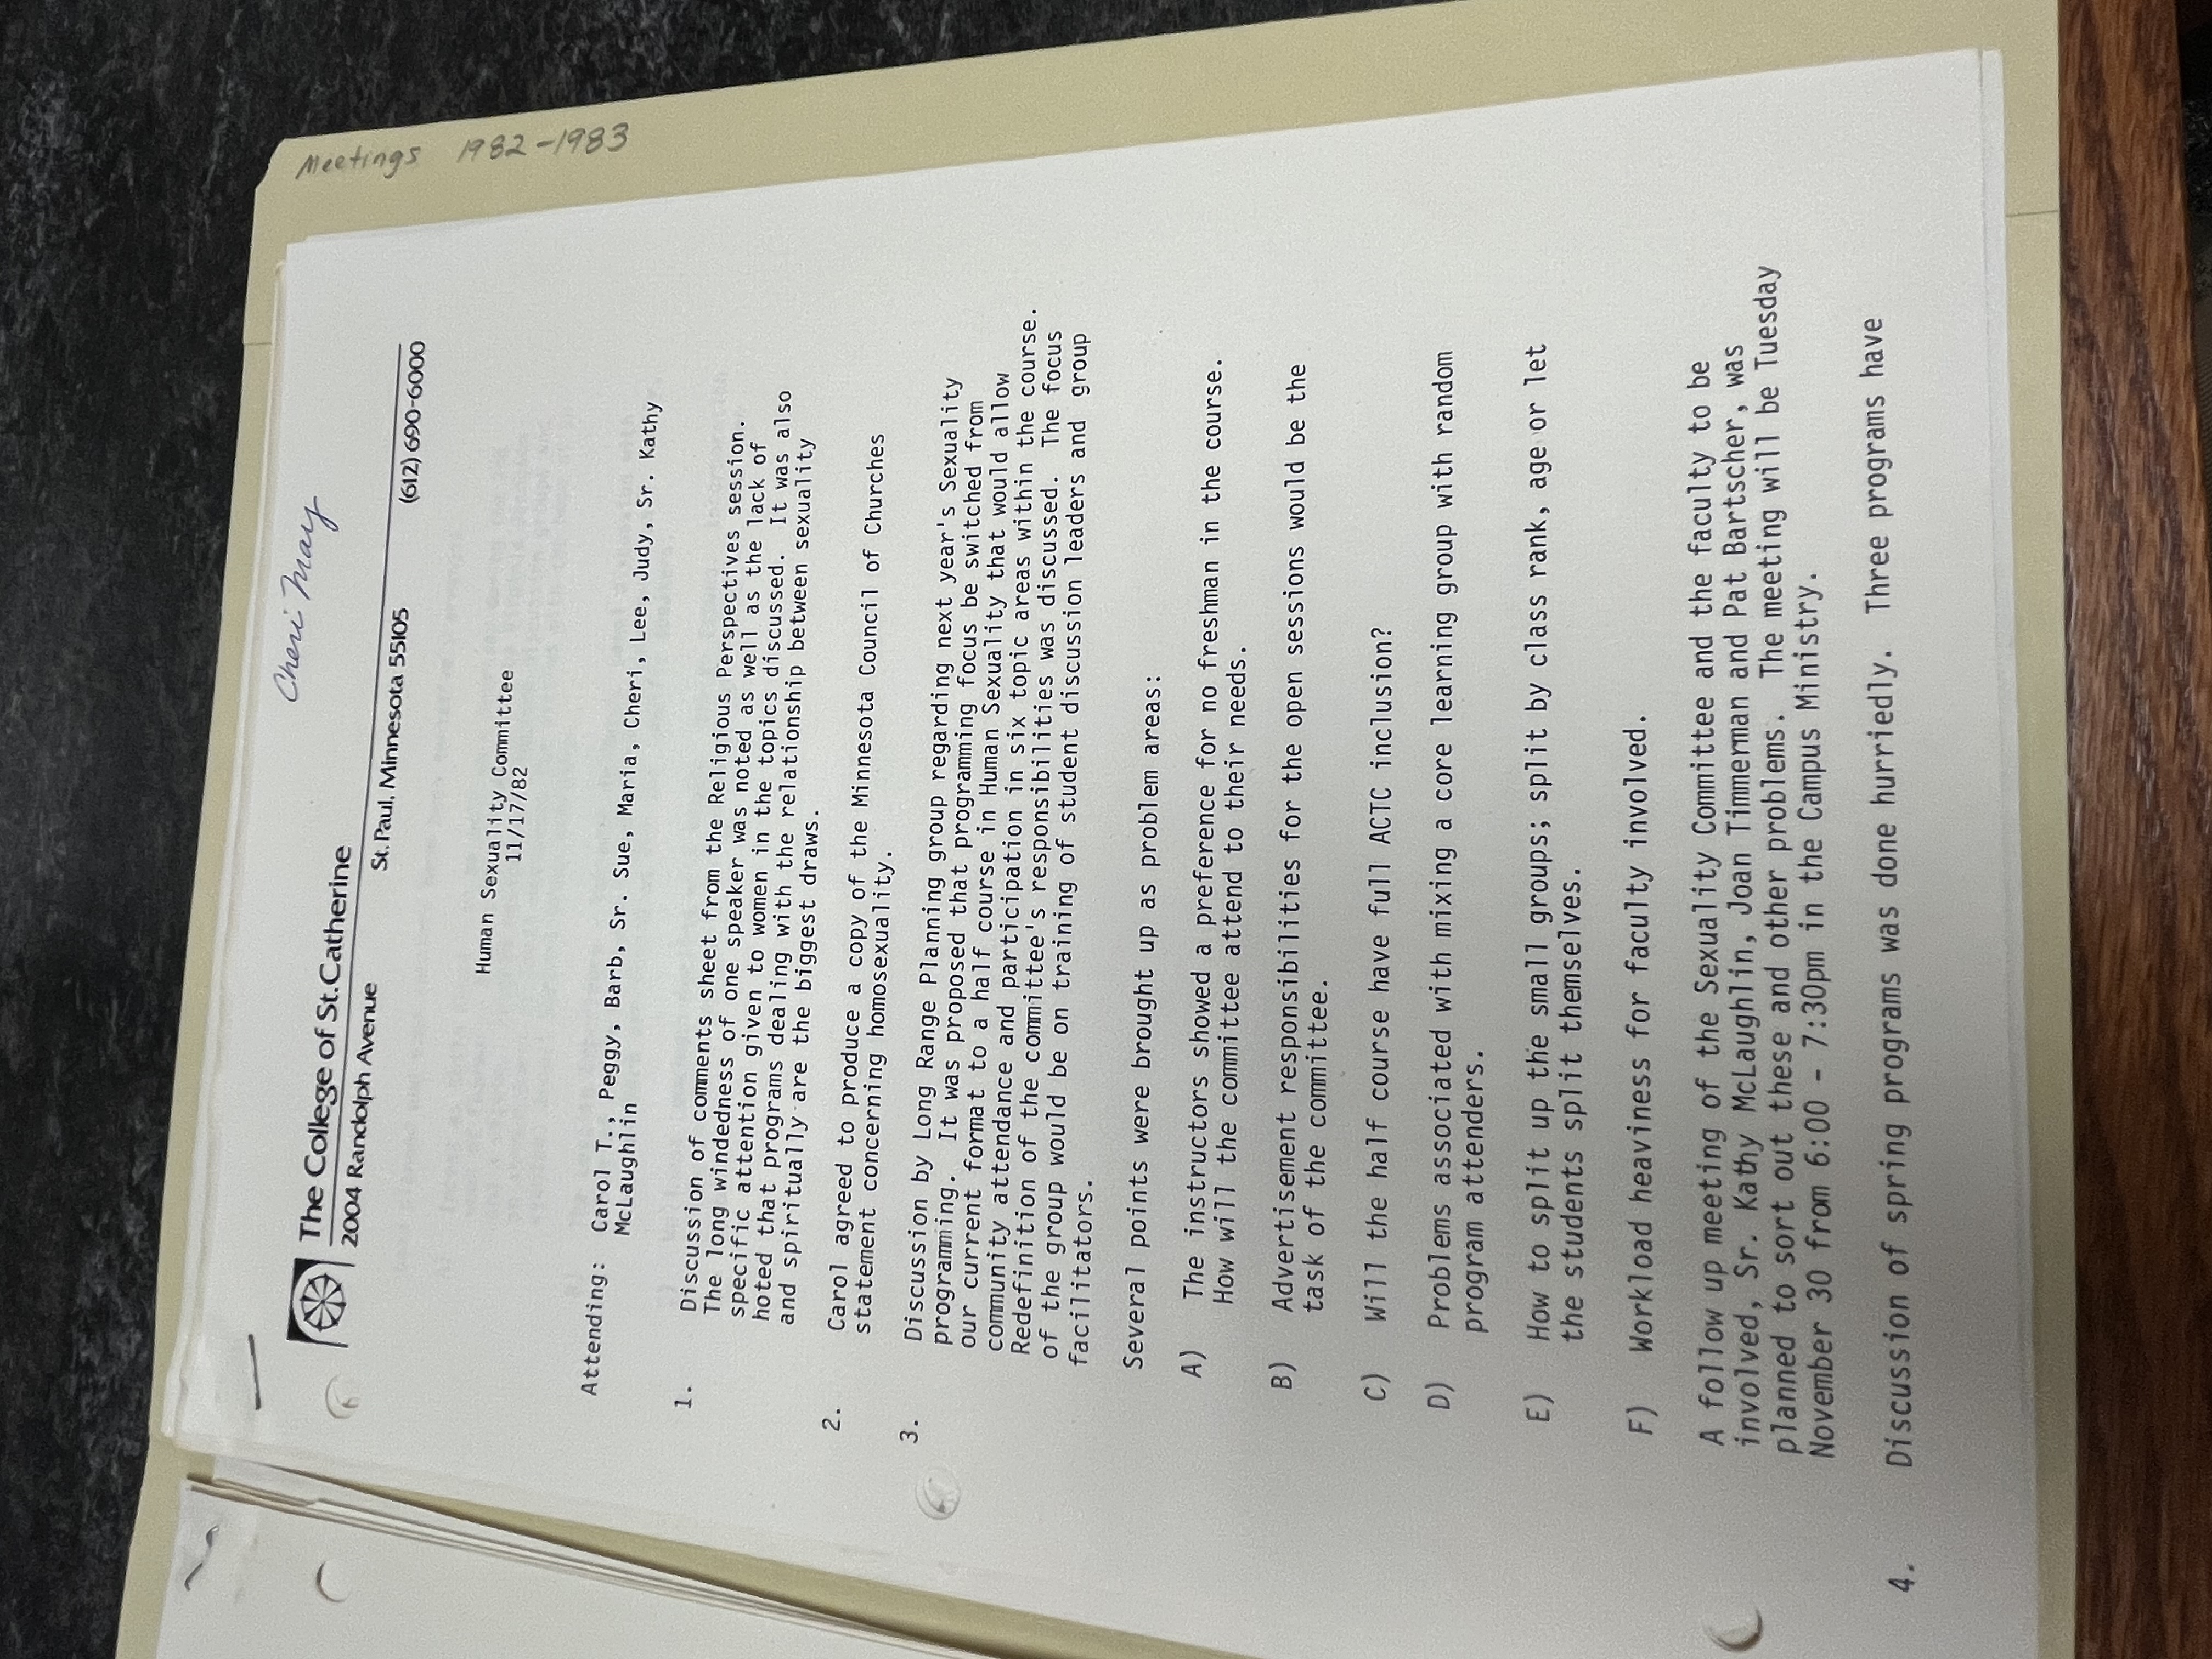 Cheri May
The College of St. Catherine
2004 Randolph Avenue St. Paul, Minnesota 55105 (612) 690-6000
Meetings 1982-1983
Human Sexuality Committee
11/17/82
Attending: Carol T., Peggy, Barb, Sr. Sue, Maria, Cheri, Lee, Judy, Sr. Kathy
McLaughlin
1. Discussion of comments sheet from the Religious Perspectives session.
The long windedness of one speaker was noted as well as the lack of
specific attention given to women in the topics discussed. It was also
hoted that programs dealing with the relationship between sexuality
and spiritually are the biggest draws.
2. Carol agreed to produce a copy of the Minnesota Council of Churches
statement concerning homosexuality.
3. Discussion by Long Range Planning group regarding next year's Sexuality
programming. It was proposed that programming focus be switched from
our current format to a half course in Human Sexuality that would allow
community attendance and participation in six topic areas within the course.
Redefinition of the committee's responsibilities was discussed. The focus
of the group would be on training of student discussion leaders and group
facilitators.
Several points were brought up as problem areas:
A) The instructors showed a preference for no freshman in the course.
How will the committee attend to their needs.
B) Advertisement responsibilities for the open sessions would be the
task of the committee.
C) Will the half course have full ACTC inclusion?
D) Problems associated with mixing a core learning group with random
program attenders.
E) How to split up the small groups; split by class rank, age or let
the students split themselves.
F) Workload heaviness for faculty involved.
A follow up meeting of the Sexuality Committee and the faculty to be
involved, Sr. Kathy McLaughlin, Joan Timmerman and Pat Bartscher, was
planned to sort out these and other problems. The meeting will be Tuesday
November 30 from 6:00 - 7:30pm in the Campus Ministry.
4. Discussion of spring programs was done hurriedly. Three programs have